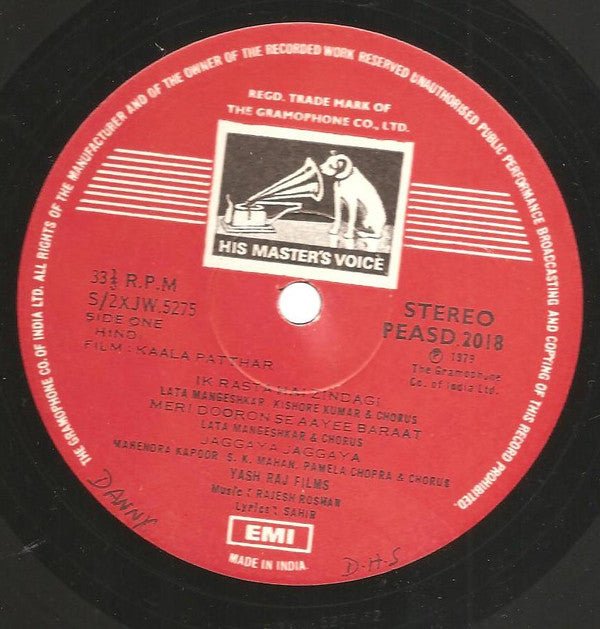 THE GRAMOPHONE CO. OF INDIA LTD. ALL RIGHTS OF THE MANUFACTURER AND OF THE OWNER OF THE RECORDED WORK RESERVED UNAUTHORISED PUBLIC PERFORMANCE BROADCASTING AND COPYING OF THIS RECORD PROHIBITED.
REGD. TRADE MARK OF
THE GRAMOPHONE CO., LTD.
HIS MASTER'S VOICE
33⅓ R.P.M
S/2XJW.5275
SIDE ONE
HINDI
FILM : KAALA PATTHAR
STEREO
PEASD.2018
℗ 1979
The Gramophone
Co. of India Ltd.
IK RASTA HAI ZINDAGI
LATA MANGESHKAR, KISHORE KUMAR & CHORUS
MERI DOORON SE AAYEE BARAAT
LATA MANGESHKAR & CHORUS
JAGGAYA JAGGAYA
MAHENDRA KAPOOR, S. K. MAHAN, PAMELA CHOPRA & CHORUS
YASH RAJ FILMS
Music : RAJESH ROSHAN
Lyrics : SAHIR
EMI
MADE IN INDIA.
DANNY
D.H.S